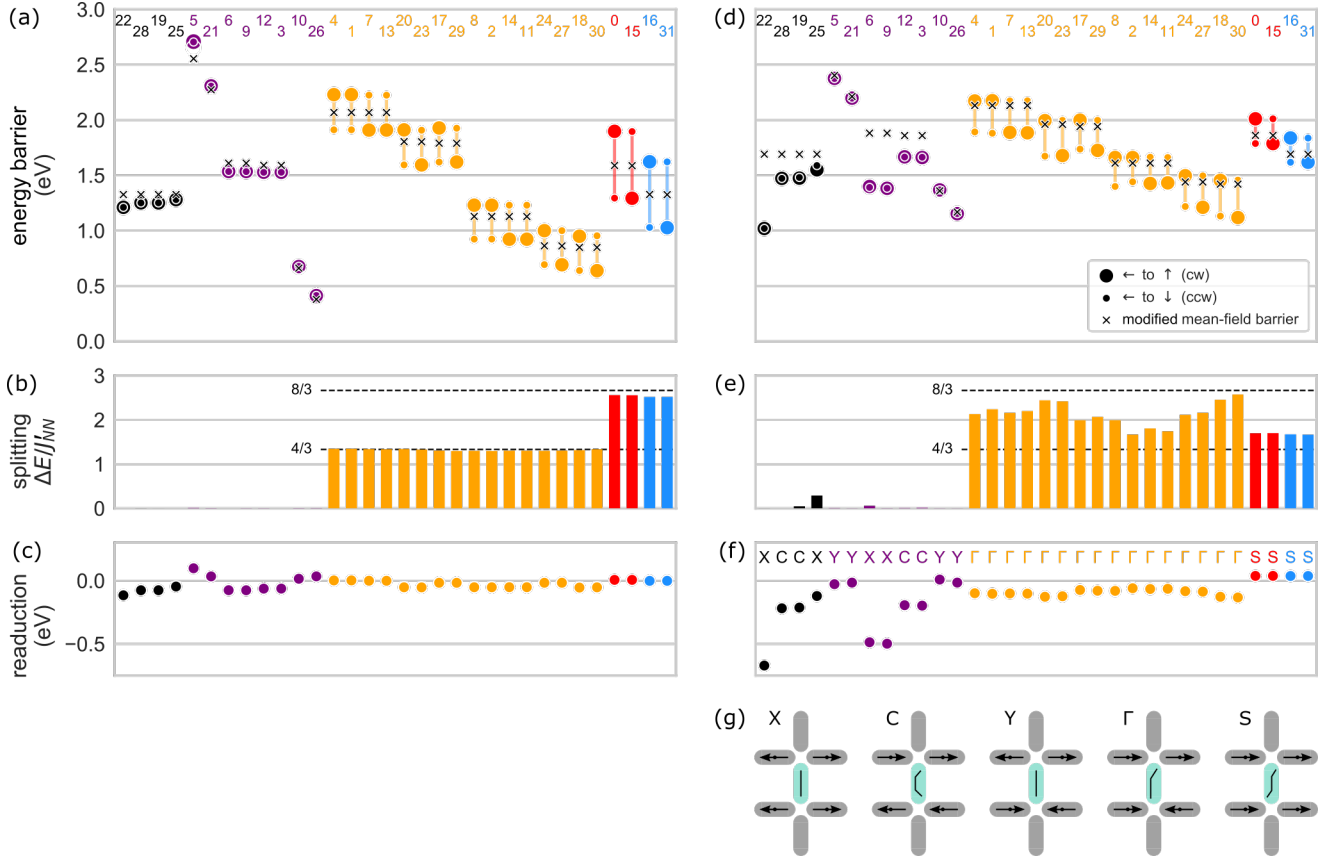 (a)
22 19 5 6 12 10 4 7 20 17 8 14 24 18 0 16
28 25 21 9 3 26 1 13 23 29 2 11 27 30 15 31
3.0
2.5
2.0
1.5
1.0
0.5
0.0
energy barrier
(eV)
(d)
22 19 5 6 12 10 4 7 20 17 8 14 24 18 0 16
28 25 21 9 3 26 1 13 23 29 2 11 27 30 15 31
← to ↑ (cw)
← to ↓ (ccw)
modified mean-field barrier
(b)
3
2
1
0
splitting
ΔE/J′NN
8/3
4/3
(e)
8/3
4/3
(c)
0.0
−0.5
readuction
(eV)
(f)
X C C X Y Y X X C C Y Y Γ Γ Γ Γ Γ Γ Γ Γ Γ Γ Γ Γ Γ Γ Γ Γ S S S S
(g)
X C Y Γ S